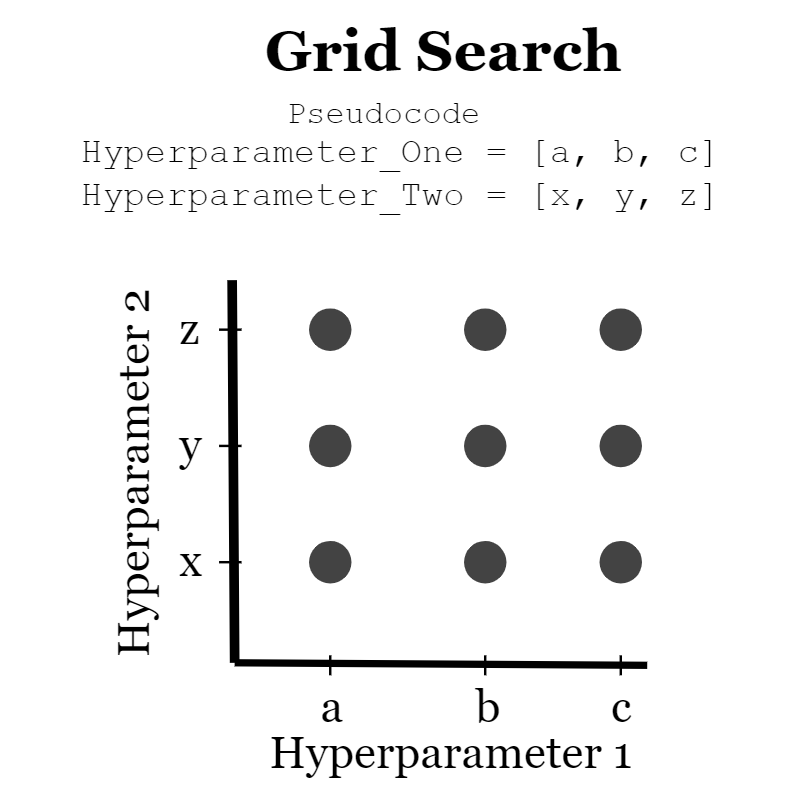 Grid Search
Pseudocode
Hyperparameter_One = [a, b, c]
Hyperparameter_Two = [x, y, z]
Hyperparameter 2
z
y
x
a b c
Hyperparameter 1